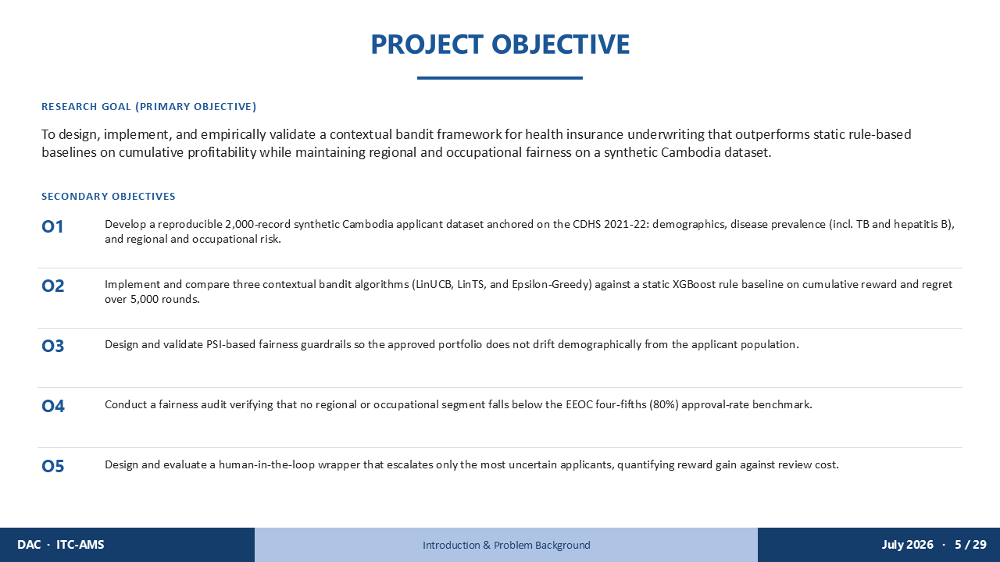 PROJECT OBJECTIVE
RESEARCH GOAL (PRIMARY OBJECTIVE)
To design, implement, and empirically validate a contextual bandit framework for health insurance underwriting that outperforms static rule-based
baselines on cumulative profitability while maintaining regional and occupational fairness on a synthetic Cambodia dataset.
SECONDARY OBJECTIVES
O1
Develop a reproducible 2,000-record synthetic Cambodia applicant dataset anchored on the CDHS 2021-22: demographics, disease prevalence (incl. TB and hepatitis B),
and regional and occupational risk.
O2
Implement and compare three contextual bandit algorithms (LinUCB, LinTS, and Epsilon-Greedy) against a static XGBoost rule baseline on cumulative reward and regret
over 5,000 rounds.
O3
Design and validate PSI-based fairness guardrails so the approved portfolio does not drift demographically from the applicant population.
O4
Conduct a fairness audit verifying that no regional or occupational segment falls below the EEOC four-fifths (80%) approval-rate benchmark.
O5
Design and evaluate a human-in-the-loop wrapper that escalates only the most uncertain applicants, quantifying reward gain against review cost.
DAC · ITC-AMS
Introduction & Problem Background
July 2026 · 5 / 29